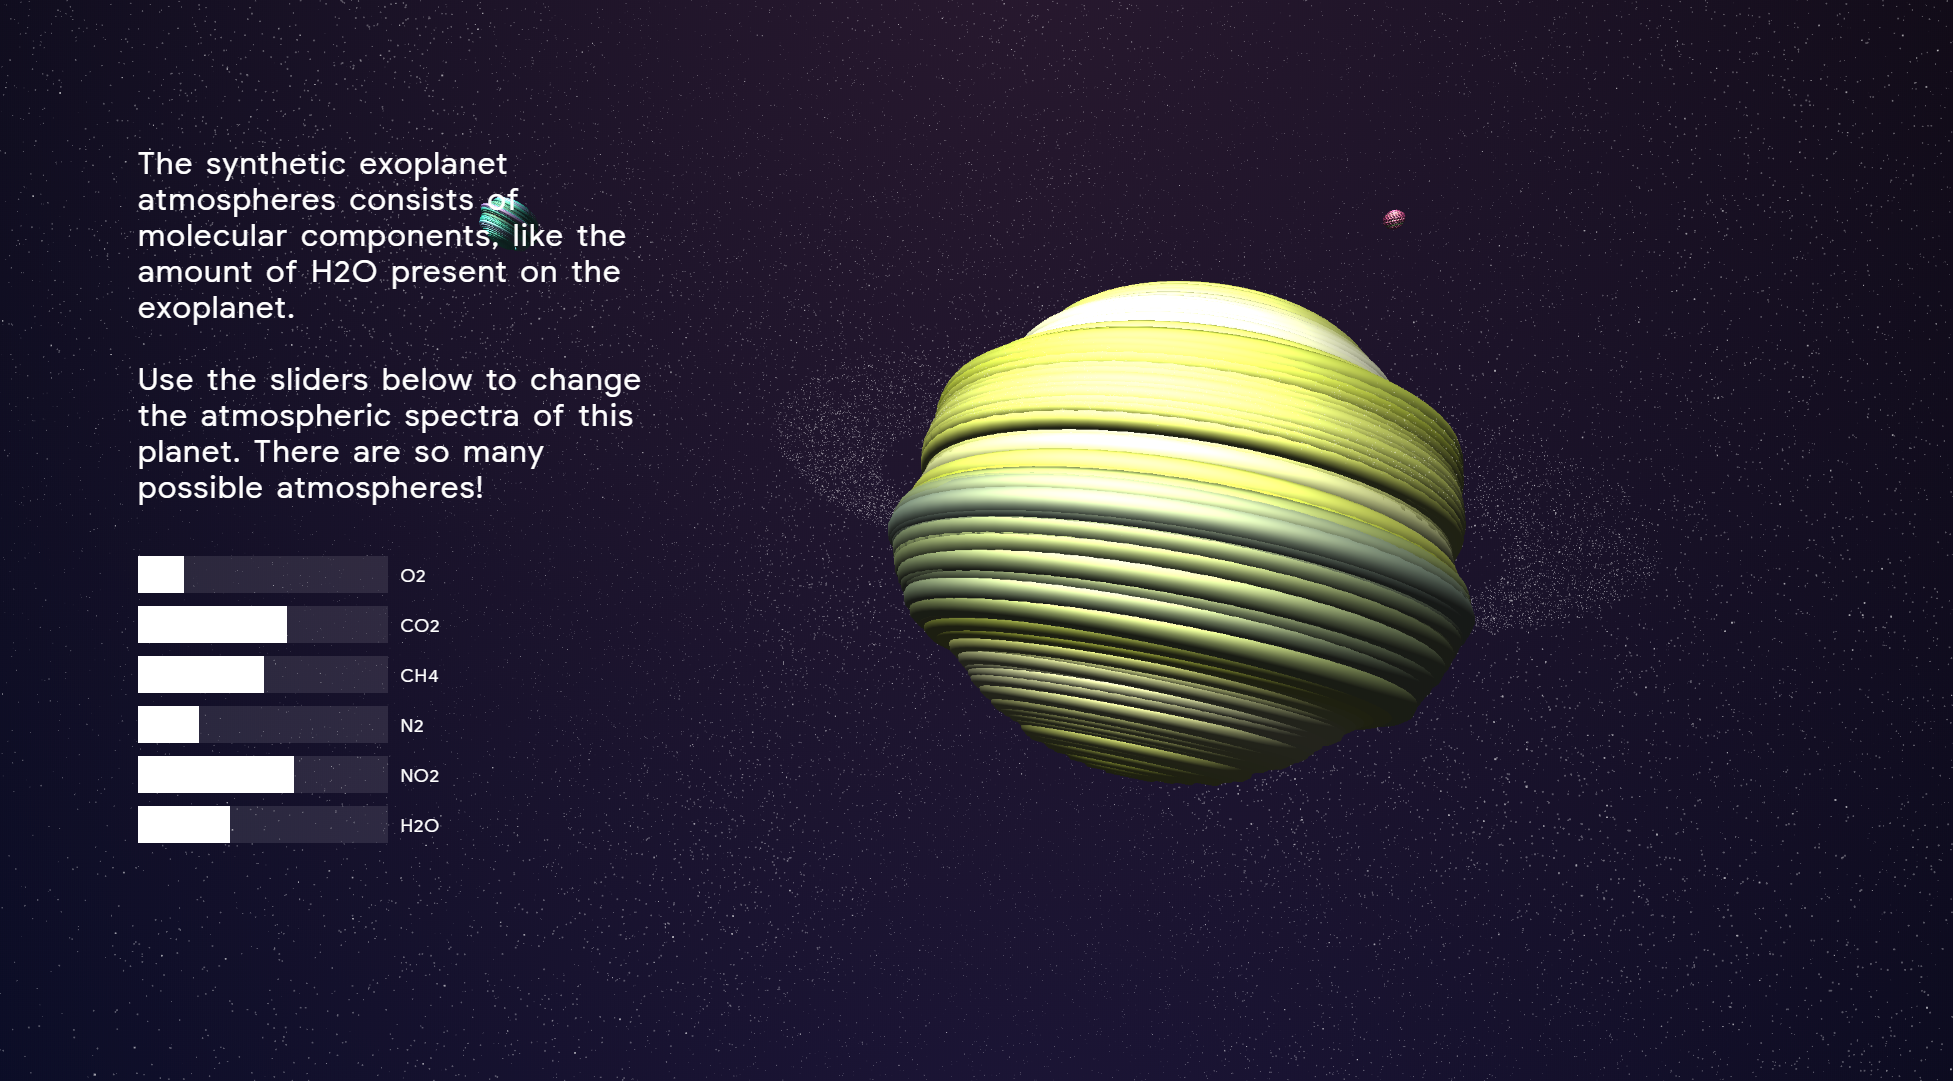 The synthetic exoplanet
atmospheres consists of
molecular components, like the
amount of H2O present on the
exoplanet.
Use the sliders below to change
the atmospheric spectra of this
planet. There are so many
possible atmospheres!
O2
CO2
CH4
N2
NO2
H2O